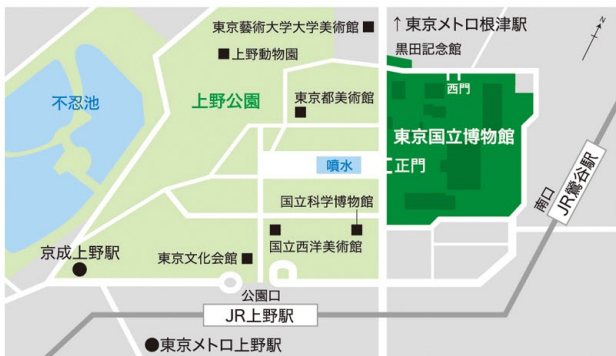 東京藝術大学大学美術館
↑東京メトロ根津駅
黒田記念館
上野動物園
西門
不忍池
上野公園
東京都美術館
東京国立博物館
噴水
正門
国立科学博物館
南口
JR鶯谷駅
京成上野駅
東京文化会館
国立西洋美術館
公園口
JR上野駅
東京メトロ上野駅
N